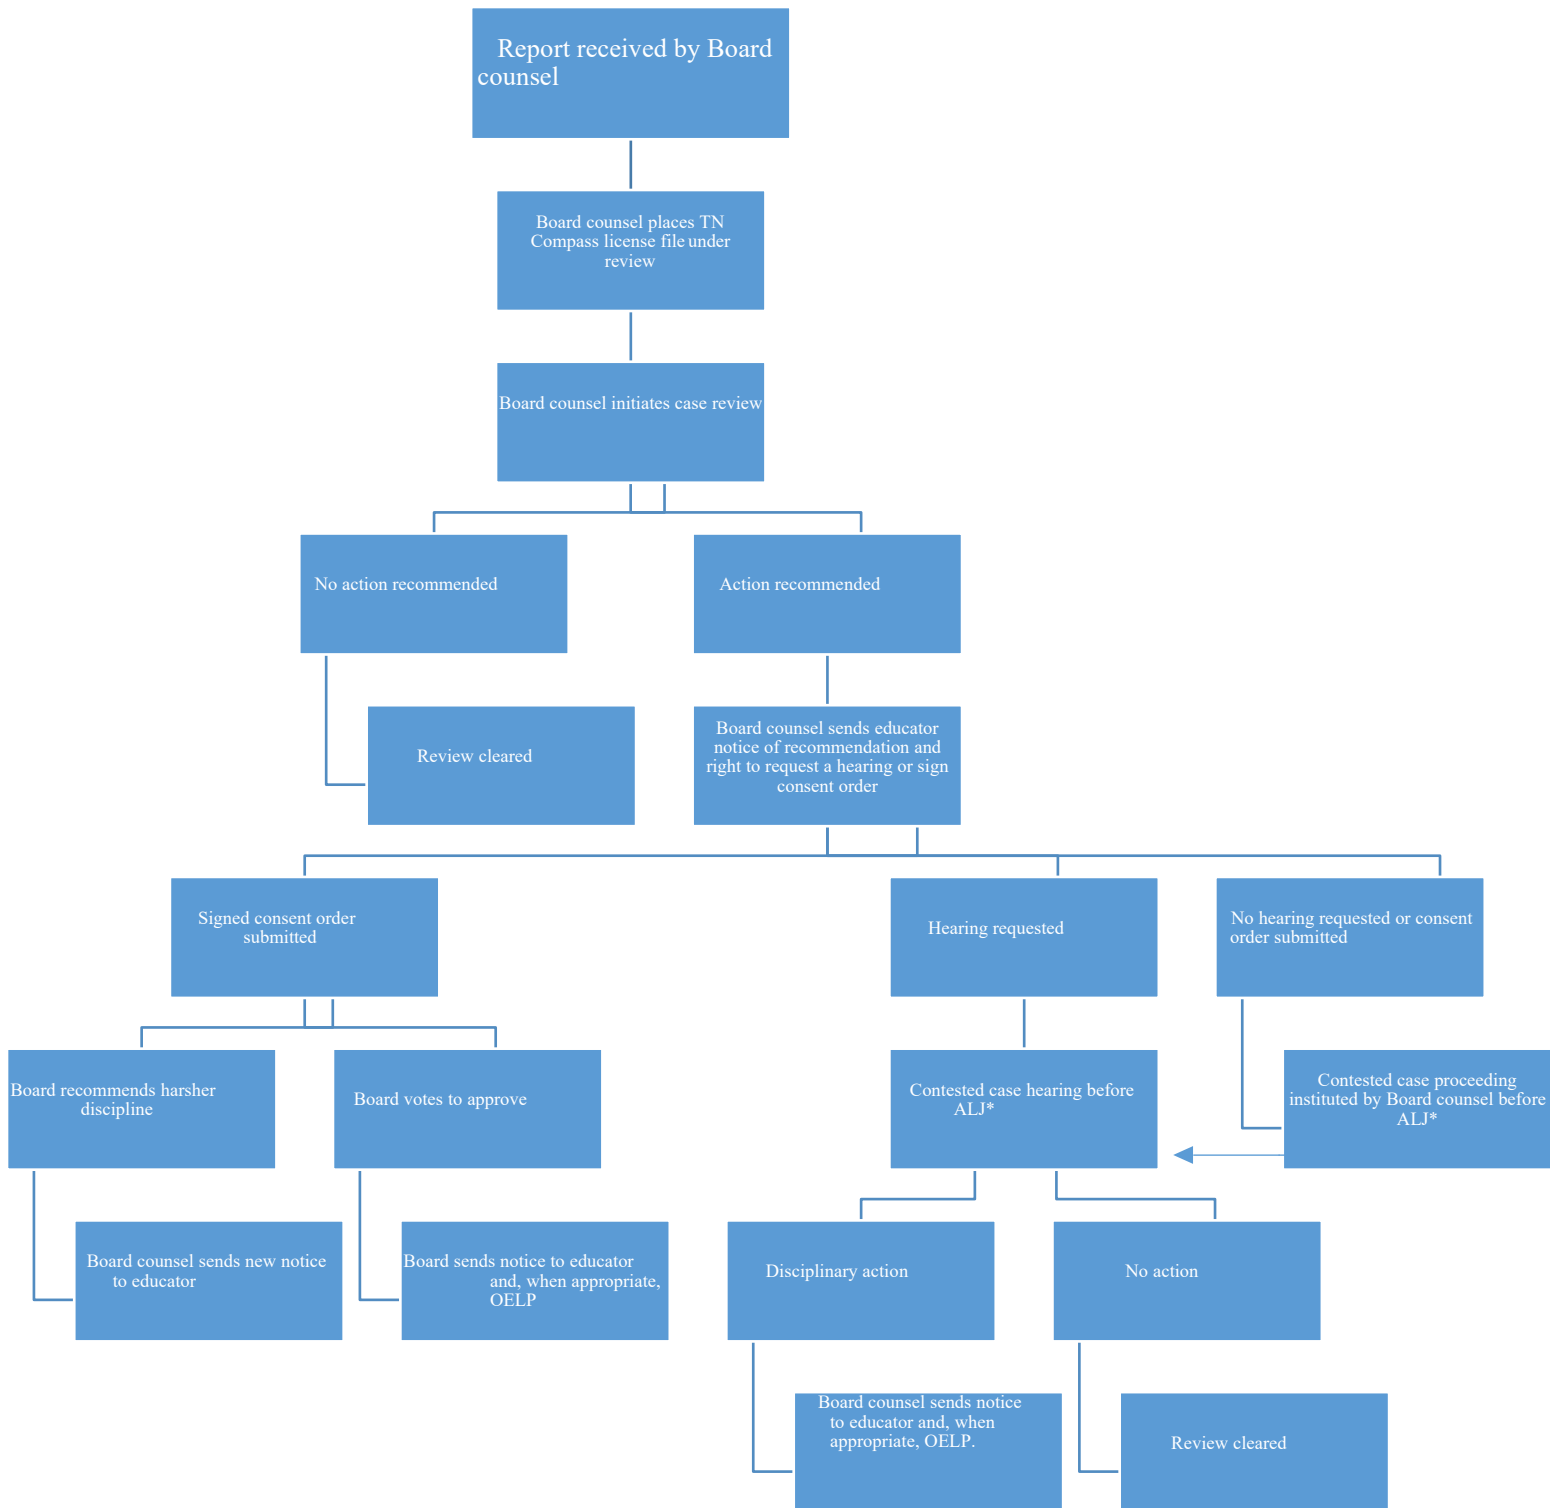 Report received by Board
counsel
Board counsel places TN
Compass license file under
review
Board counsel initiates case review
No action recommended
Action recommended
Review cleared
Board counsel sends educator
notice of recommendation and
right to request a hearing or sign
consent order
Signed consent order
submitted
Hearing requested
No hearing requested or consent
order submitted
Board recommends harsher
discipline
Board votes to approve
Contested case hearing before
ALJ*
Contested case proceeding
instituted by Board counsel before
ALJ*
Board counsel sends new notice
to educator
Board sends notice to educator
and, when appropriate,
OELP
Disciplinary action
No action
Board counsel sends notice
to educator and, when
appropriate, OELP.
Review cleared